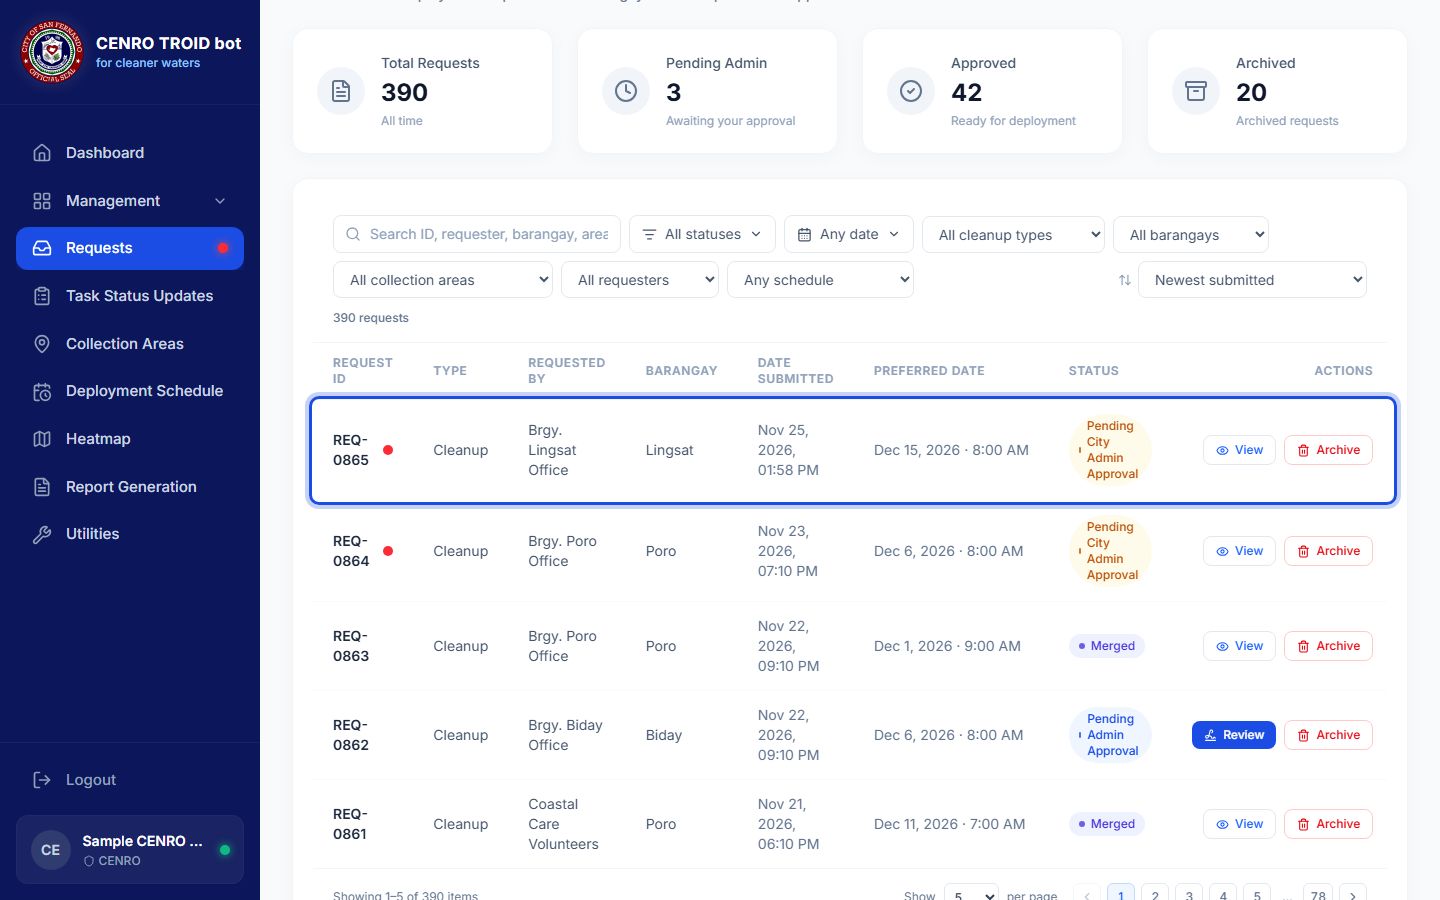 CITY OF SAN FERNANDO
OFFICIAL SEAL
CENRO TROID bot
for cleaner waters
Dashboard
Management
Requests
Task Status Updates
Collection Areas
Deployment Schedule
Heatmap
Report Generation
Utilities
Logout
CE
Sample CENRO ...
CENRO
Total Requests
390
All time
Pending Admin
3
Awaiting your approval
Approved
42
Ready for deployment
Archived
20
Archived requests
Search ID, requester, barangay, area
All statuses
Any date
All cleanup types
All barangays
All collection areas
All requesters
Any schedule
Newest submitted
390 requests
REQUEST
ID
TYPE
REQUESTED
BY
BARANGAY
DATE
SUBMITTED
PREFERRED DATE
STATUS
ACTIONS
REQ-
0865
Cleanup
Brgy.
Lingsat
Office
Lingsat
Nov 25,
2026,
01:58 PM
Dec 15, 2026 · 8:00 AM
Pending
City
Admin
Approval
View
Archive
REQ-
0864
Cleanup
Brgy. Poro
Office
Poro
Nov 23,
2026,
07:10 PM
Dec 6, 2026 · 8:00 AM
Pending
City
Admin
Approval
View
Archive
REQ-
0863
Cleanup
Brgy. Poro
Office
Poro
Nov 22,
2026,
09:10 PM
Dec 1, 2026 · 9:00 AM
Merged
View
Archive
REQ-
0862
Cleanup
Brgy. Biday
Office
Biday
Nov 22,
2026,
09:10 PM
Dec 6, 2026 · 8:00 AM
Pending
Admin
Approval
Review
Archive
REQ-
0861
Cleanup
Coastal
Care
Volunteers
Poro
Nov 21,
2026,
06:10 PM
Dec 11, 2026 · 7:00 AM
Merged
View
Archive
Showing 1–5 of 390 items
Show
5
per page
1
2
3
4
5
...
78